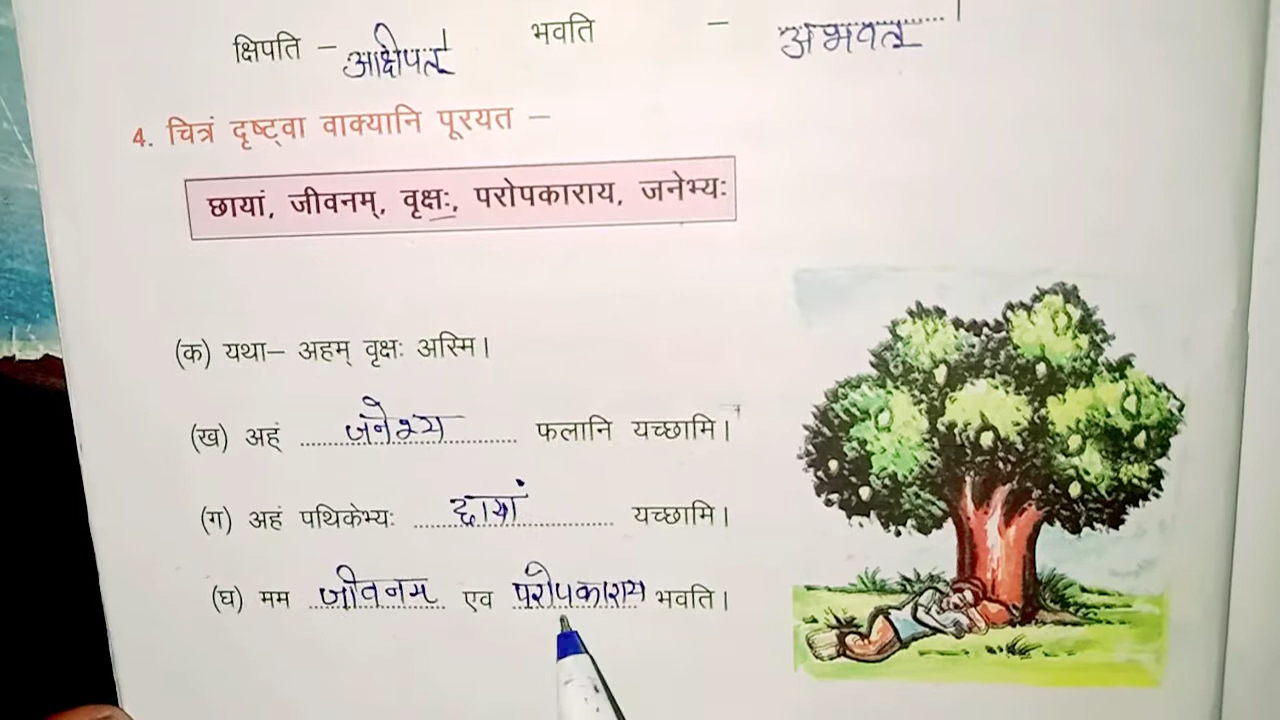 क्षिपति – अक्षिपत् भवति – अभवत्
4. चित्रं दृष्ट्वा वाक्यानि पूरयत –
छायां, जीवनम्, वृक्षः, परोपकाराय, जनेभ्यः
(क) यथा– अहम् वृक्षः अस्मि।
(ख) अहं जनेभ्य फलानि यच्छामि।
(ग) अहं पथिकेभ्यः छायां यच्छामि।
(घ) मम जीवनम् एव परोपकाराय भवति।